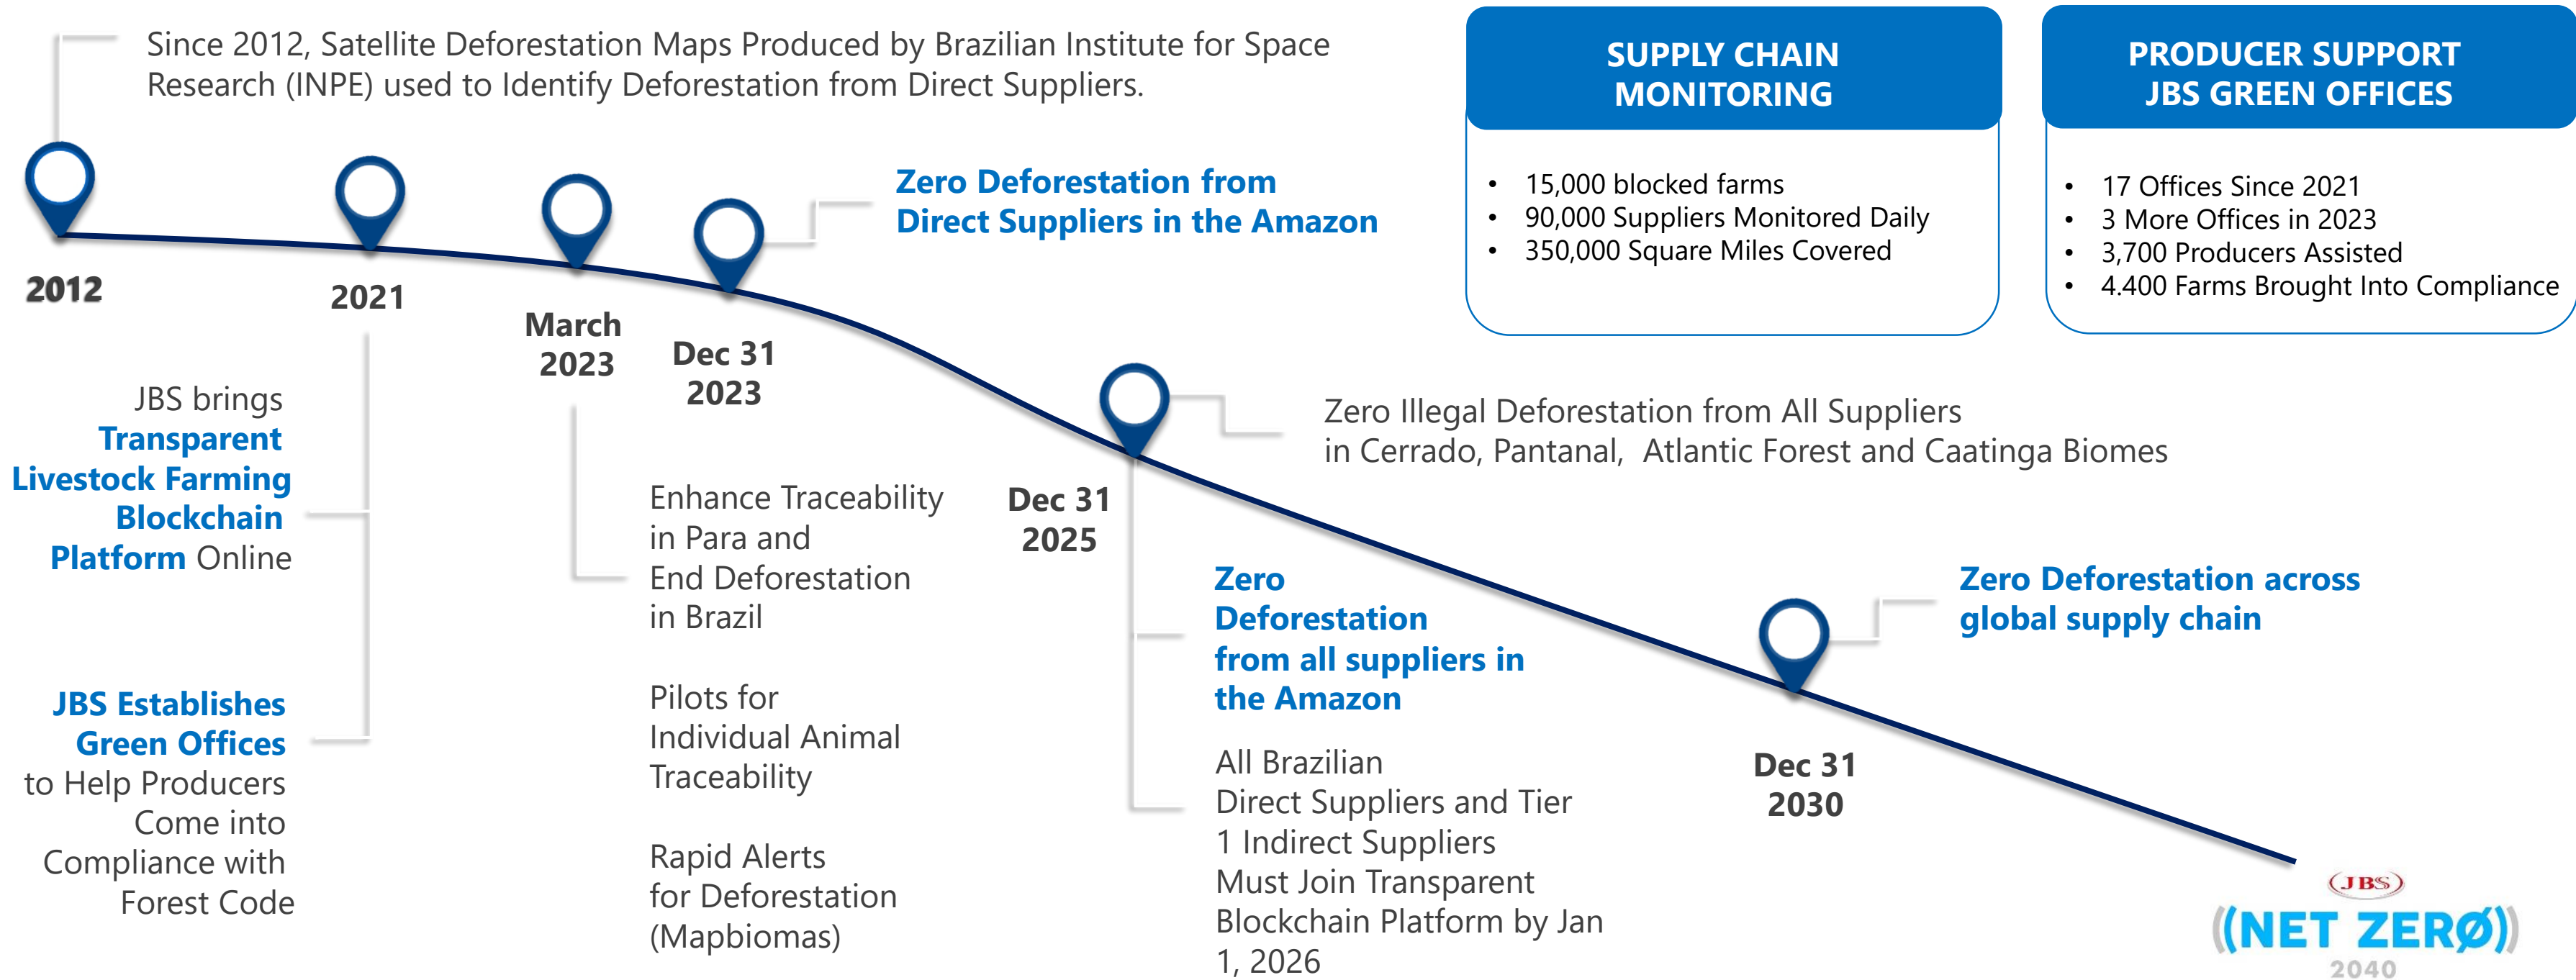 Since 2012, Satellite Deforestation Maps Produced by Brazilian Institute for Space
Research (INPE) used to Identify Deforestation from Direct Suppliers.
SUPPLY CHAIN
MONITORING
• 15,000 blocked farms
• 90,000 Suppliers Monitored Daily
• 350,000 Square Miles Covered
PRODUCER SUPPORT
JBS GREEN OFFICES
• 17 Offices Since 2021
• 3 More Offices in 2023
• 3,700 Producers Assisted
• 4.400 Farms Brought Into Compliance
2012
2021
JBS brings
Transparent
Livestock Farming
Blockchain
Platform Online
JBS Establishes
Green Offices
to Help Producers
Come into
Compliance with
Forest Code
March
2023
Enhance Traceability
in Para and
End Deforestation
in Brazil
Pilots for
Individual Animal
Traceability
Rapid Alerts
for Deforestation
(Mapbiomas)
Dec 31
2023
Zero Deforestation from
Direct Suppliers in the Amazon
Dec 31
2025
Zero Illegal Deforestation from All Suppliers
in Cerrado, Pantanal, Atlantic Forest and Caatinga Biomes
Zero
Deforestation
from all suppliers in
the Amazon
All Brazilian
Direct Suppliers and Tier
1 Indirect Suppliers
Must Join Transparent
Blockchain Platform by Jan
1, 2026
Dec 31
2030
Zero Deforestation across
global supply chain
JBS
NET ZERØ
2040